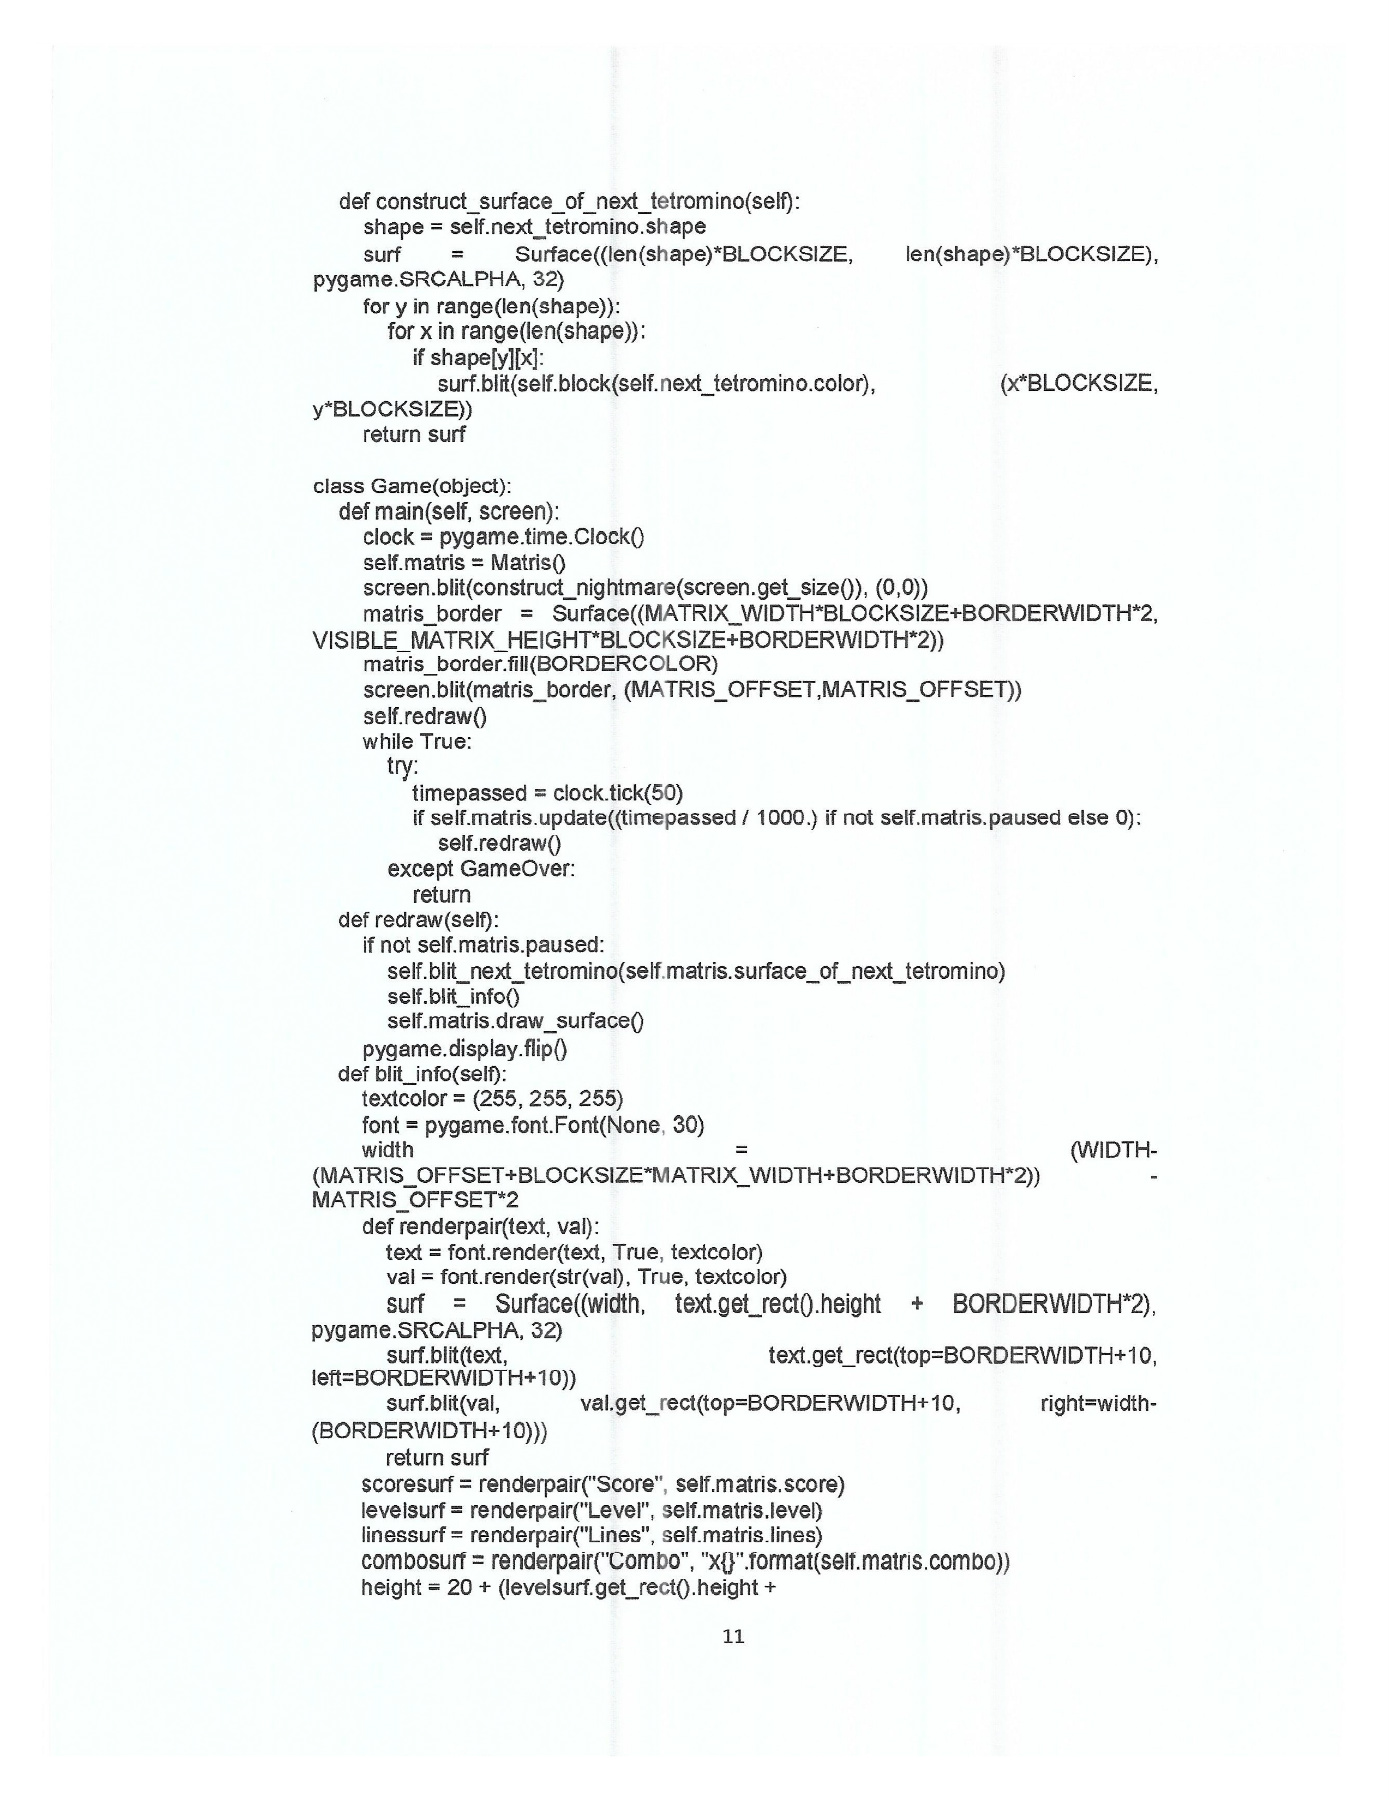 def construct_surface_of_next_tetromino(self):
shape = self.next_tetromino.shape
surf = Surface((len(shape)*BLOCKSIZE, len(shape)*BLOCKSIZE),
pygame.SRCALPHA, 32)
for y in range(len(shape)):
for x in range(len(shape)):
if shape[y][x]:
surf.blit(self.block(self.next_tetromino.color), (x*BLOCKSIZE,
y*BLOCKSIZE))
return surf

class Game(object):
def main(self, screen):
clock = pygame.time.Clock()
self.matris = Matris()
screen.blit(construct_nightmare(screen.get_size()), (0,0))
matris_border = Surface((MATRIX_WIDTH*BLOCKSIZE+BORDERWIDTH*2,
VISIBLE_MATRIX_HEIGHT*BLOCKSIZE+BORDERWIDTH*2))
matris_border.fill(BORDERCOLOR)
screen.blit(matris_border, (MATRIS_OFFSET,MATRIS_OFFSET))
self.redraw()
while True:
try:
timepassed = clock.tick(50)
if self.matris.update((timepassed / 1000.) if not self.matris.paused else 0):
self.redraw()
except GameOver:
return
def redraw(self):
if not self.matris.paused:
self.blit_next_tetromino(self.matris.surface_of_next_tetromino)
self.blit_info()
self.matris.draw_surface()
pygame.display.flip()
def blit_info(self):
textcolor = (255, 255, 255)
font = pygame.font.Font(None, 30)
width = (WIDTH-
(MATRIS_OFFSET+BLOCKSIZE*MATRIX_WIDTH+BORDERWIDTH*2)) -
MATRIS_OFFSET*2
def renderpair(text, val):
text = font.render(text, True, textcolor)
val = font.render(str(val), True, textcolor)
surf = Surface((width, text.get_rect().height + BORDERWIDTH*2),
pygame.SRCALPHA, 32)
surf.blit(text, text.get_rect(top=BORDERWIDTH+10,
left=BORDERWIDTH+10))
surf.blit(val, val.get_rect(top=BORDERWIDTH+10, right=width-
(BORDERWIDTH+10)))
return surf
scoresurf = renderpair("Score", self.matris.score)
levelsurf = renderpair("Level", self.matris.level)
linessurf = renderpair("Lines", self.matris.lines)
combosurf = renderpair("Combo", "x{}".format(self.matris.combo))
height = 20 + (levelsurf.get_rect().height +
11